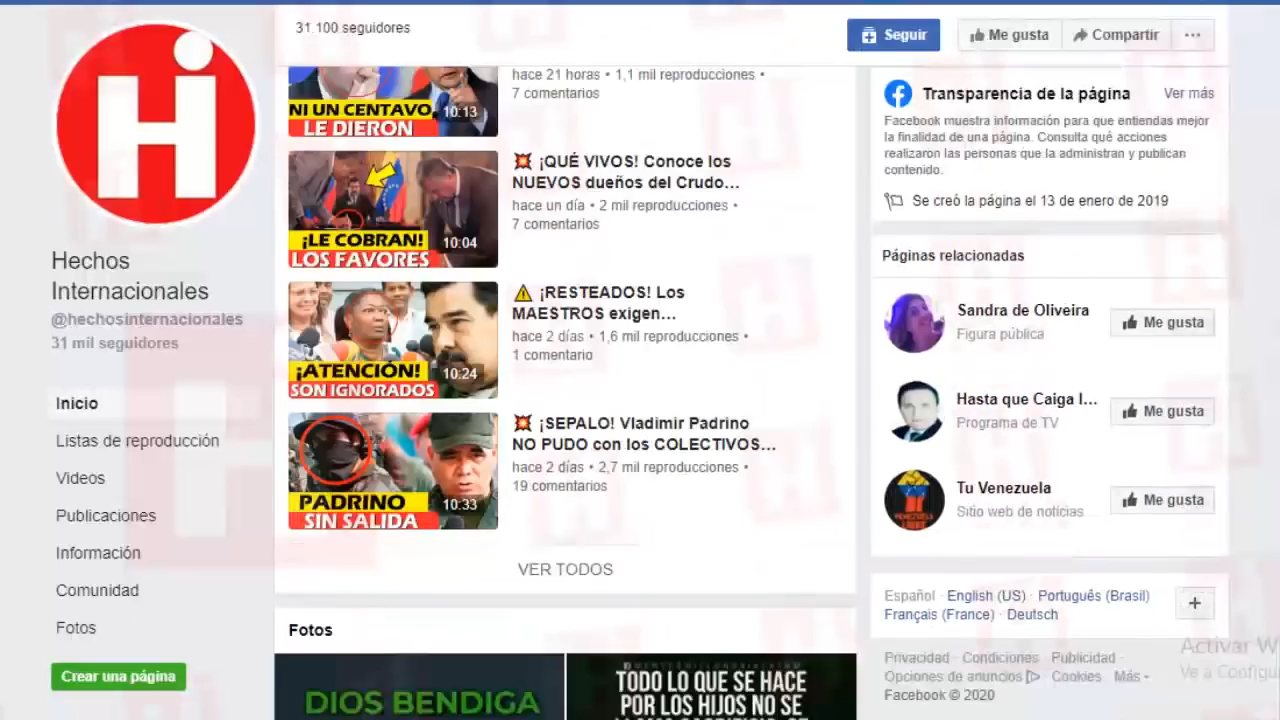 31 100 seguidores
Seguir
Me gusta
Compartir
Hi
Hechos
Internacionales
@hechosinternacionales
31 mil seguidores
Inicio
Listas de reproducción
Videos
Publicaciones
Información
Comunidad
Fotos
Crear una página
NI UN CENTAVO
LE DIERON
10:13
hace 21 horas • 1,1 mil reproducciones •
7 comentarios
¡LE COBRAN!
LOS FAVORES
10:04
¡QUÉ VIVOS! Conoce los
NUEVOS dueños del Crudo...
hace un día • 2 mil reproducciones •
7 comentarios
¡ATENCIÓN!
SON IGNORADOS
10:24
¡RESTEADOS! Los
MAESTROS exigen...
hace 2 días • 1,6 mil reproducciones •
1 comentario
PADRINO
SIN SALIDA
10:33
¡SEPALO! Vladimir Padrino
NO PUDO con los COLECTIVOS...
hace 2 días • 2,7 mil reproducciones •
19 comentarios
VER TODOS
Fotos
DIOS BENDIGA
TODO LO QUE SE HACE
POR LOS HIJOS NO SE
Transparencia de la página
Ver más
Facebook muestra información para que entiendas mejor
la finalidad de una página. Consulta qué acciones
realizaron las personas que la administran y publican
contenido.
Se creó la página el 13 de enero de 2019
Páginas relacionadas
Sandra de Oliveira
Figura pública
Me gusta
Hasta que Caiga l...
Programa de TV
Me gusta
Tu Venezuela
Sitio web de noticias
Me gusta
Español · English (US) · Português (Brasil)
Français (France) · Deutsch
Privacidad · Condiciones · Publicidad ·
Opciones de anuncios · Cookies · Más
Facebook © 2020
Activar W
Ve a Configu